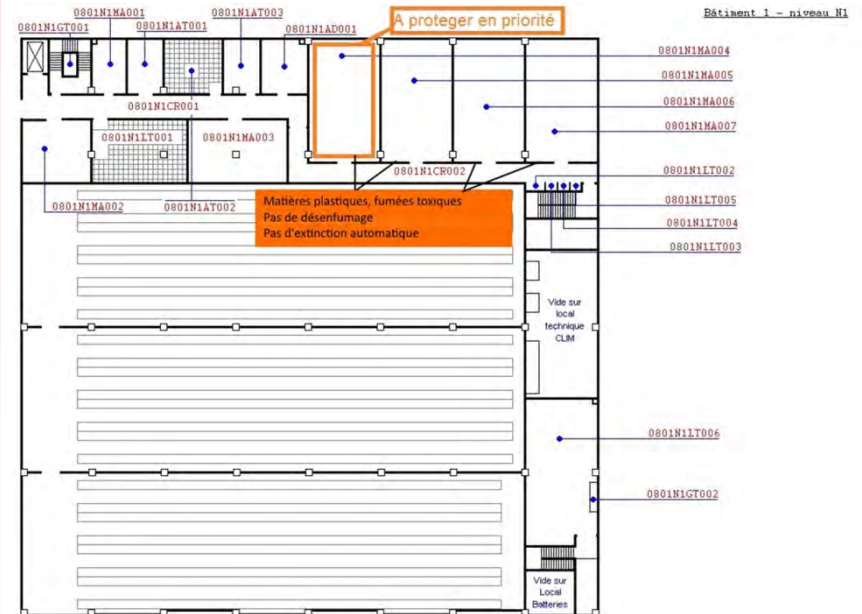 Bâtiment 1 - niveau N1
A proteger en priorité
0801N1MA001
0801N1AT003
0801N1GT001
0801N1AT001
0801N1AD001
0801N1MA004
0801N1MA005
0801N1MA006
0801N1MA007
0801N1CR001
0801N1LT001
0801N1MA003
0801N1CR002
0801N1LT002
0801N1MA002
0801N1AT002
Matières plastiques, fumées toxiques
Pas de désenfumage
Pas d'extinction automatique
0801N1LT005
0801N1LT004
0801N1LT003
Vide sur
local
technique
CLIM
0801N1LT006
0801N1GT002
Vide sur
Local
Batteries